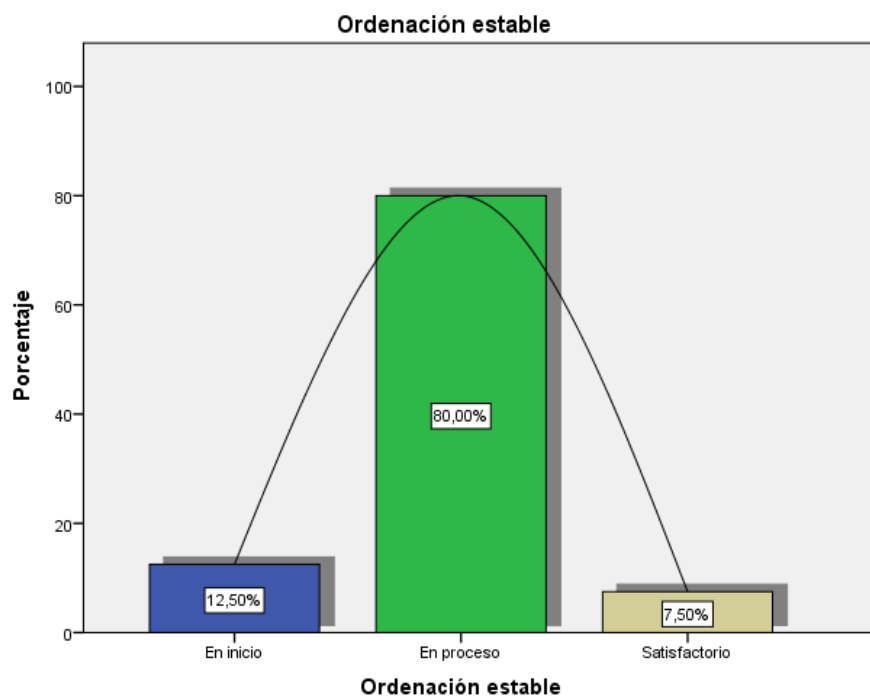 Ordenación estable
Porcentaje
100
80
60
40
20
0
12,50%
80,00%
7,50%
En inicio
En proceso
Satisfactorio
Ordenación estable